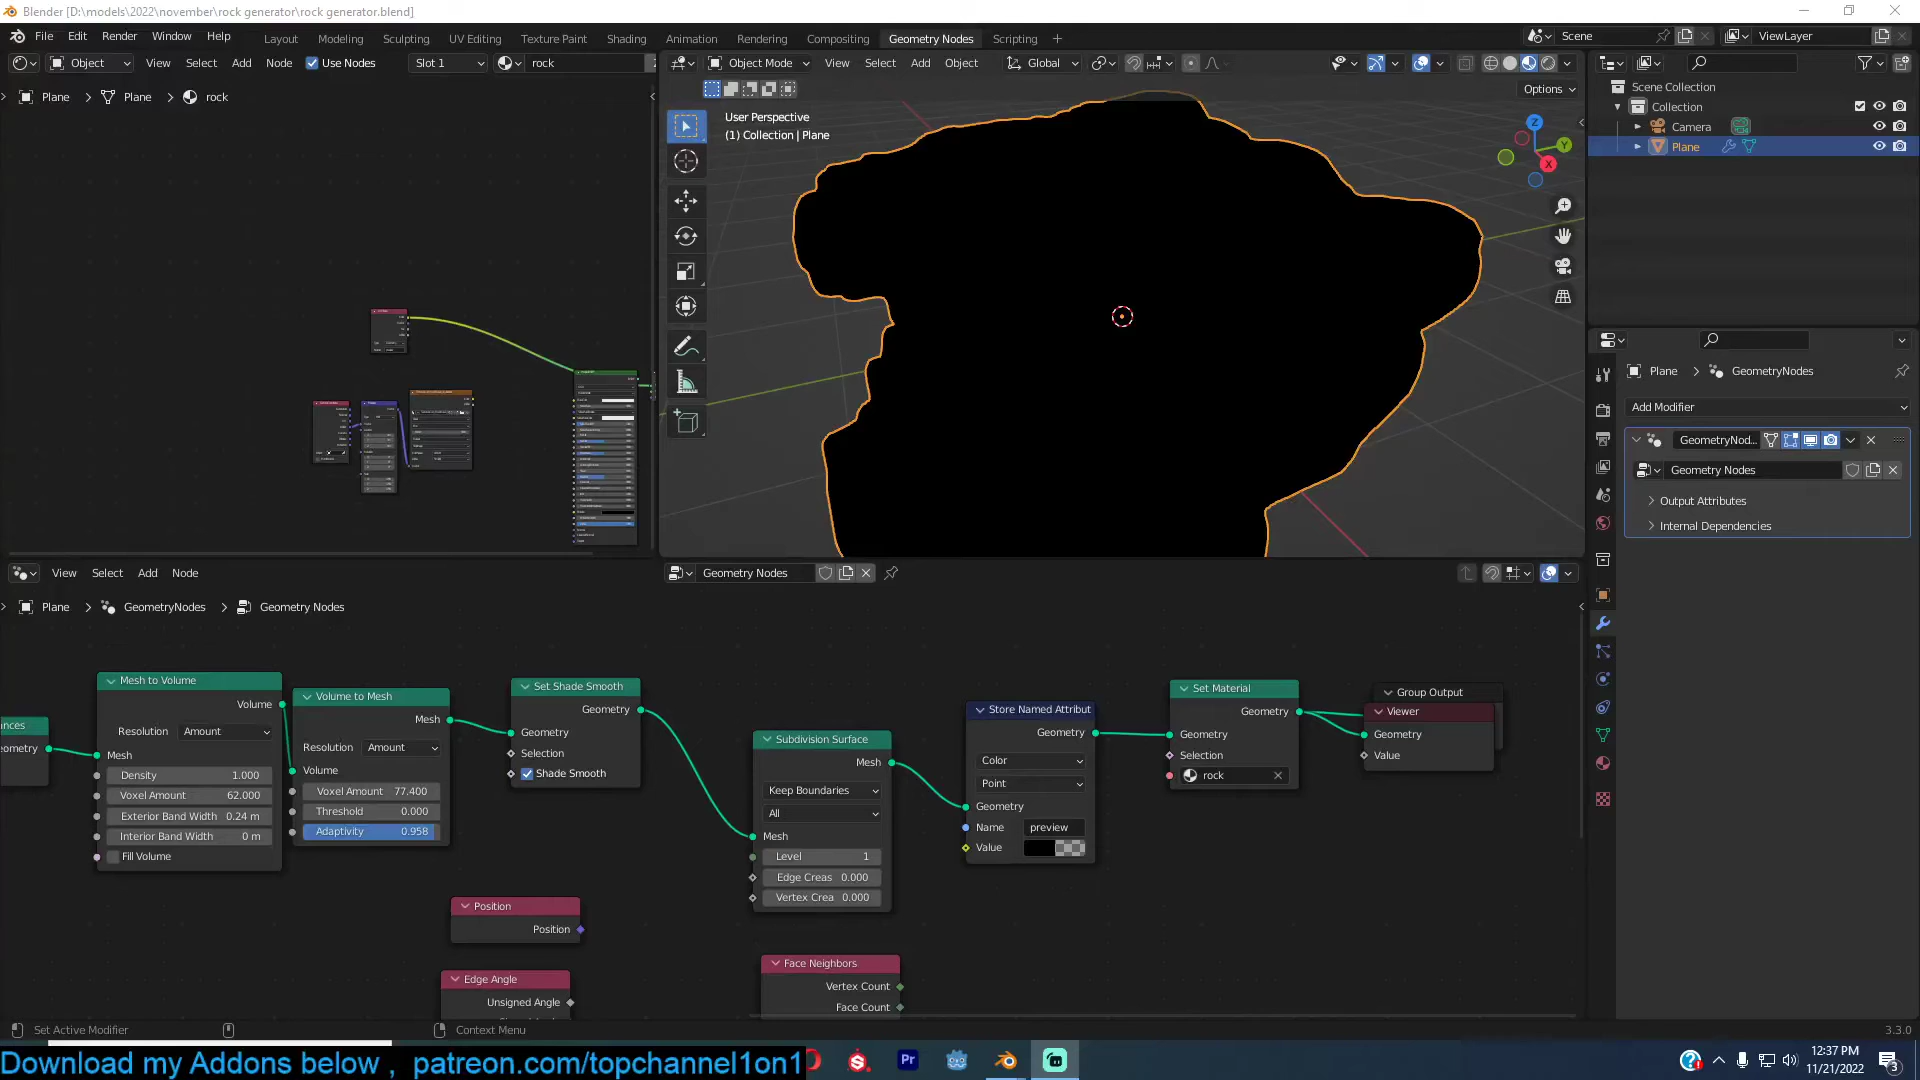 Blender [D:\models\2022\november\rock generator\rock generator.blend]
File Edit Render Window Help
Layout Modeling Sculpting UV Editing Texture Paint Shading Animation Rendering Compositing Geometry Nodes Scripting
Scene ViewLayer
Object View Select Add Node Use Nodes Slot 1 rock 2
Object Mode View Select Add Object Global
Plane Plane rock
Options
User Perspective
(1) Collection | Plane
Z
Y
X
Scene Collection
Collection
Camera
Plane
Plane GeometryNodes
Add Modifier
GeometryNod...
Geometry Nodes
Output Attributes
Internal Dependencies
View Select Add Node Geometry Nodes
Plane GeometryNodes Geometry Nodes
ances
eometry
Mesh to Volume
Volume
Resolution Amount
Mesh
Density 1.000
Voxel Amount 62.000
Exterior Band Width 0.24 m
Interior Band Width 0 m
Fill Volume
Volume to Mesh
Mesh
Resolution Amount
Volume
Voxel Amount 77.400
Threshold 0.000
Adaptivity 0.958
Set Shade Smooth
Geometry
Geometry
Selection
Shade Smooth
Subdivision Surface
Mesh
Keep Boundaries
All
Mesh
Level 1
Edge Creas 0.000
Vertex Crea 0.000
Store Named Attribut
Geometry
Color
Point
Geometry
Name preview
Value
Set Material
Geometry
Geometry
Selection
rock
Group Output
Viewer
Geometry
Value
Position
Position
Edge Angle
Unsigned Angle
Face Neighbors
Vertex Count
Face Count
Set Active Modifier Context Menu 3.3.0
Download my Addons below , patreon.com/topchannel1on1
Pr
12:37 PM
11/21/2022
3